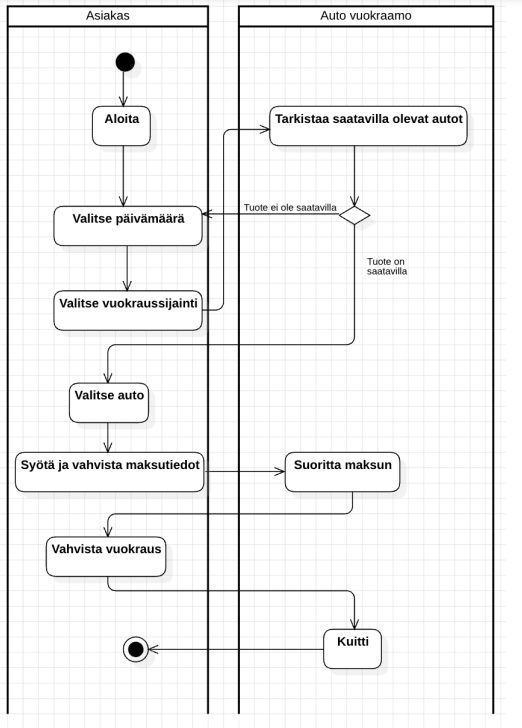 Asiakas
Auto vuokraamo
Aloita
Tarkistaa saatavilla olevat autot
Valitse päivämäärä
Tuote ei ole saatavilla
Tuote on
saatavilla
Valitse vuokraussijainti
Valitse auto
Syötä ja vahvista maksutiedot
Suoritta maksun
Vahvista vuokraus
Kuitti